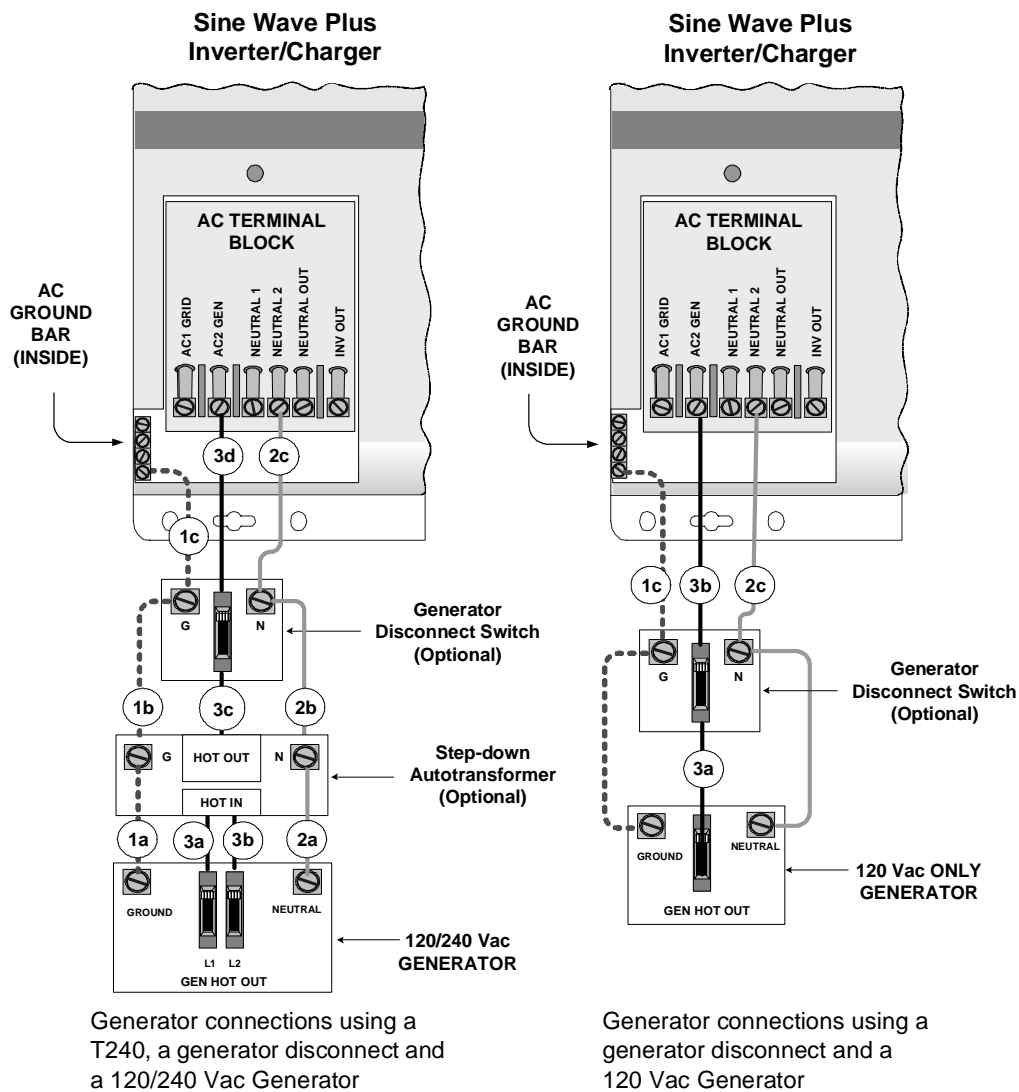 Sine Wave Plus
Inverter/Charger
AC TERMINAL
BLOCK
AC1 GRID
AC2 GEN
NEUTRAL 1
NEUTRAL 2
NEUTRAL OUT
INV OUT
AC
GROUND
BAR
(INSIDE)
3d
2c
1c
G
N
Generator
Disconnect Switch
(Optional)
1b
3c
2b
G
HOT OUT
N
Step-down
Autotransformer
(Optional)
HOT IN
1a
3a
3b
2a
GROUND
NEUTRAL
L1
L2
GEN HOT OUT
120/240 Vac
GENERATOR
Generator connections using a
T240, a generator disconnect and
a 120/240 Vac Generator
Sine Wave Plus
Inverter/Charger
AC TERMINAL
BLOCK
AC1 GRID
AC2 GEN
NEUTRAL 1
NEUTRAL 2
NEUTRAL OUT
INV OUT
AC
GROUND
BAR
(INSIDE)
1c
3b
2c
G
N
Generator
Disconnect Switch
(Optional)
3a
GROUND
NEUTRAL
GEN HOT OUT
120 Vac ONLY
GENERATOR
Generator connections using a
generator disconnect and a
120 Vac Generator